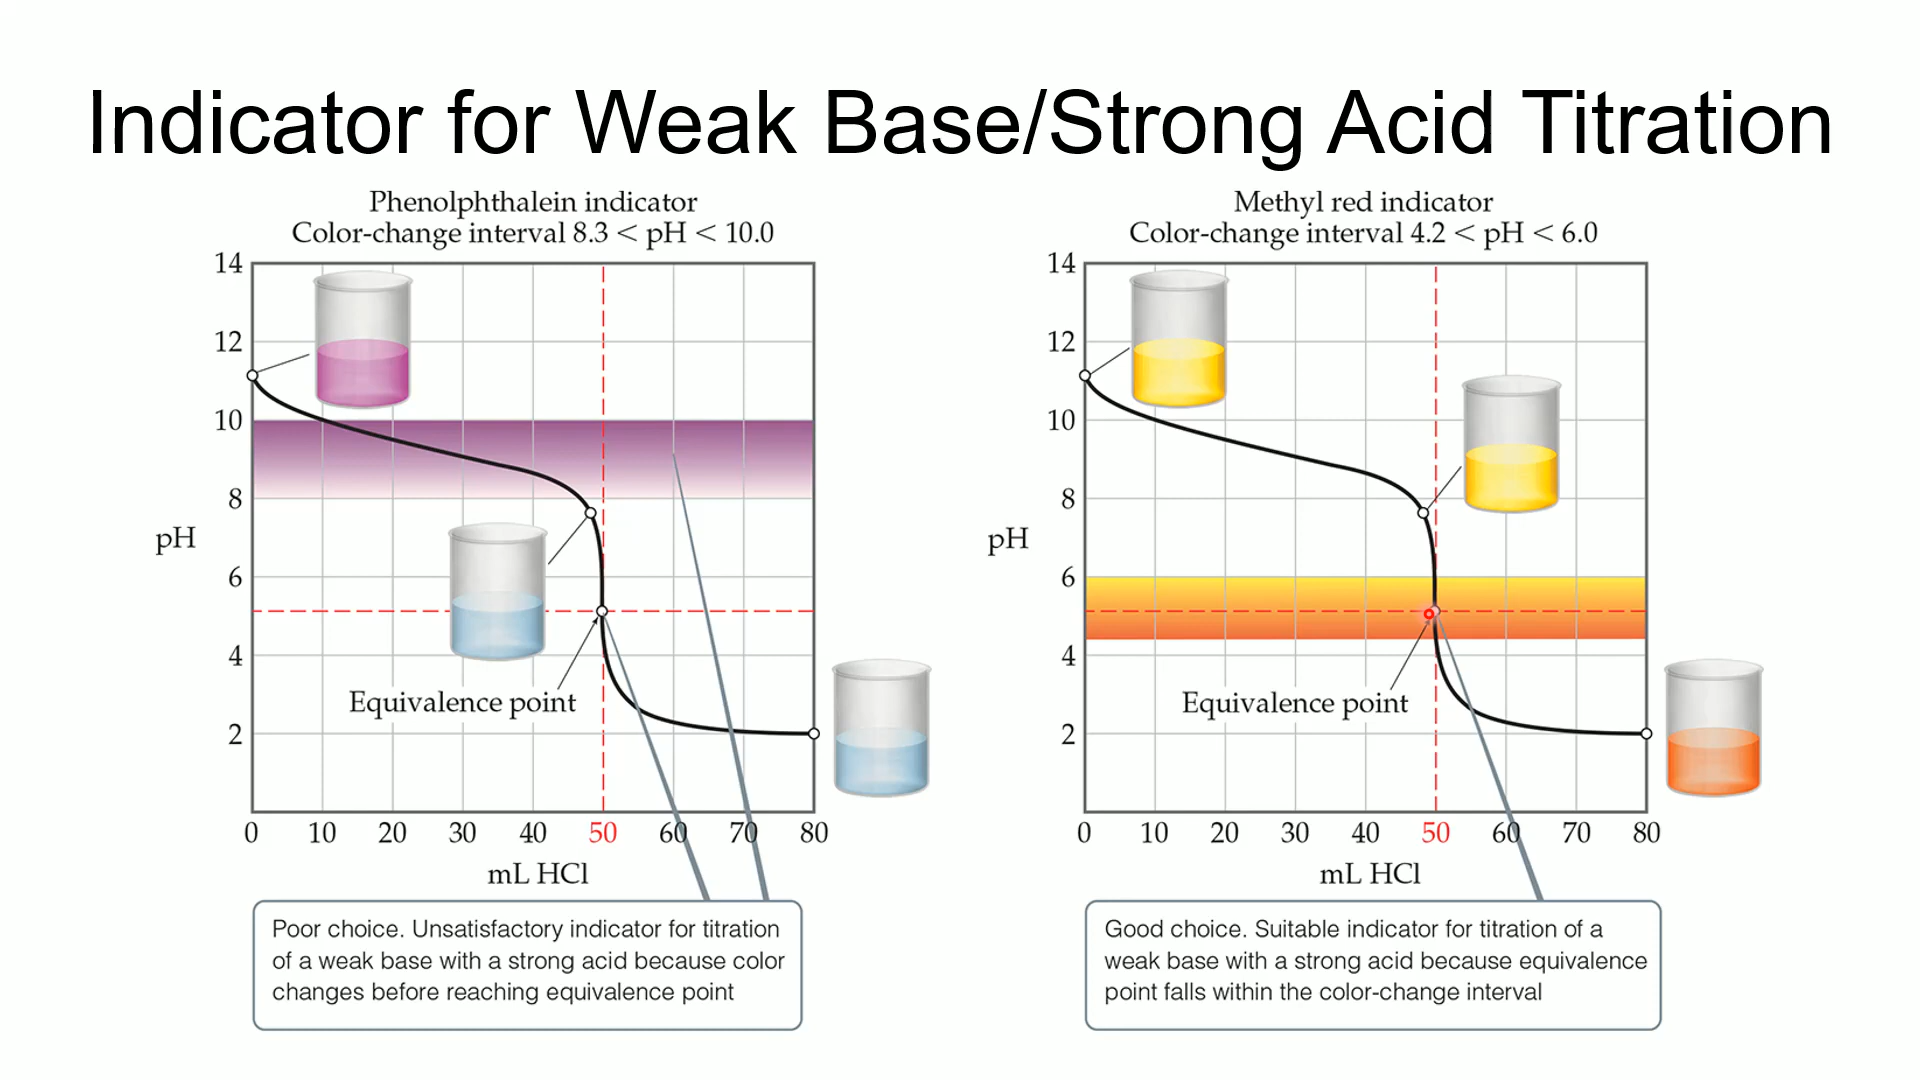 Indicator for Weak Base/Strong Acid Titration
Phenolphthalein indicator
Color-change interval 8.3 < pH < 10.0
14
12
10
8
pH
6
4
2
Equivalence point
0 10 20 30 40 50 60 70 80
mL HCl
Poor choice. Unsatisfactory indicator for titration
of a weak base with a strong acid because color
changes before reaching equivalence point
Methyl red indicator
Color-change interval 4.2 < pH < 6.0
14
12
10
8
pH
6
4
2
Equivalence point
0 10 20 30 40 50 60 70 80
mL HCl
Good choice. Suitable indicator for titration of a
weak base with a strong acid because equivalence
point falls within the color-change interval